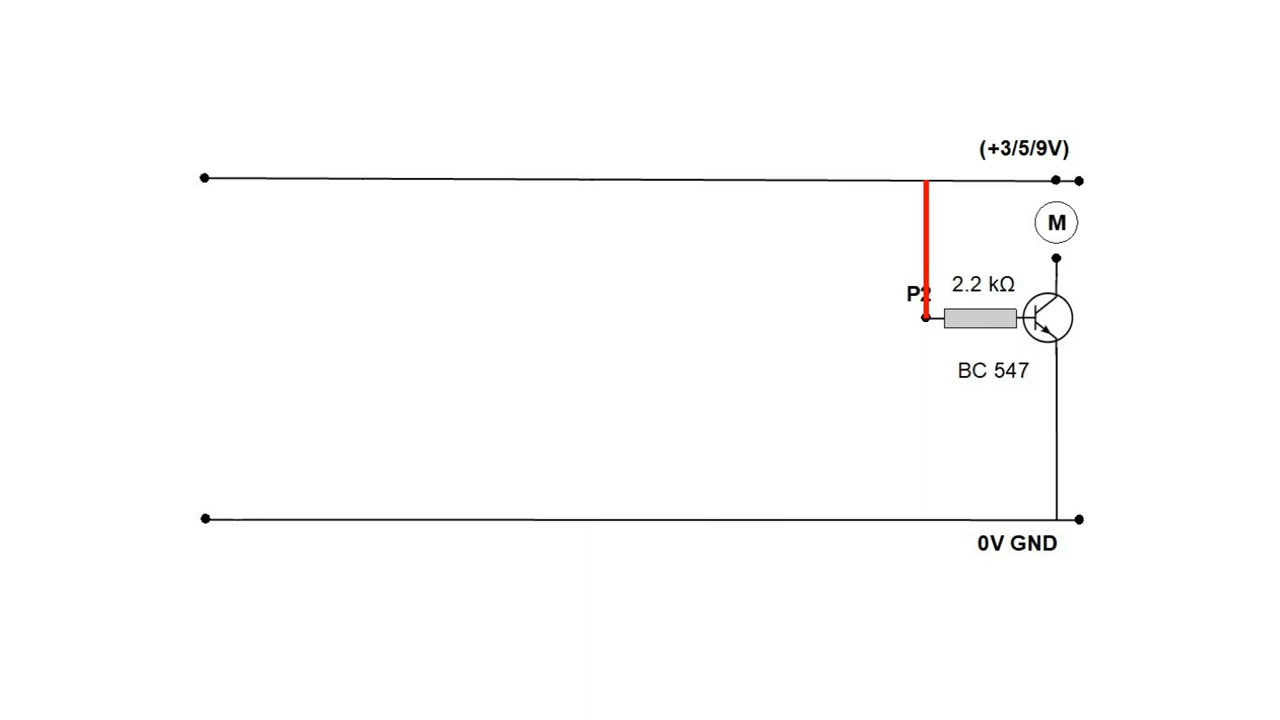 (+3/5/9V)
M
2.2 kΩ
P2
BC 547
0V GND